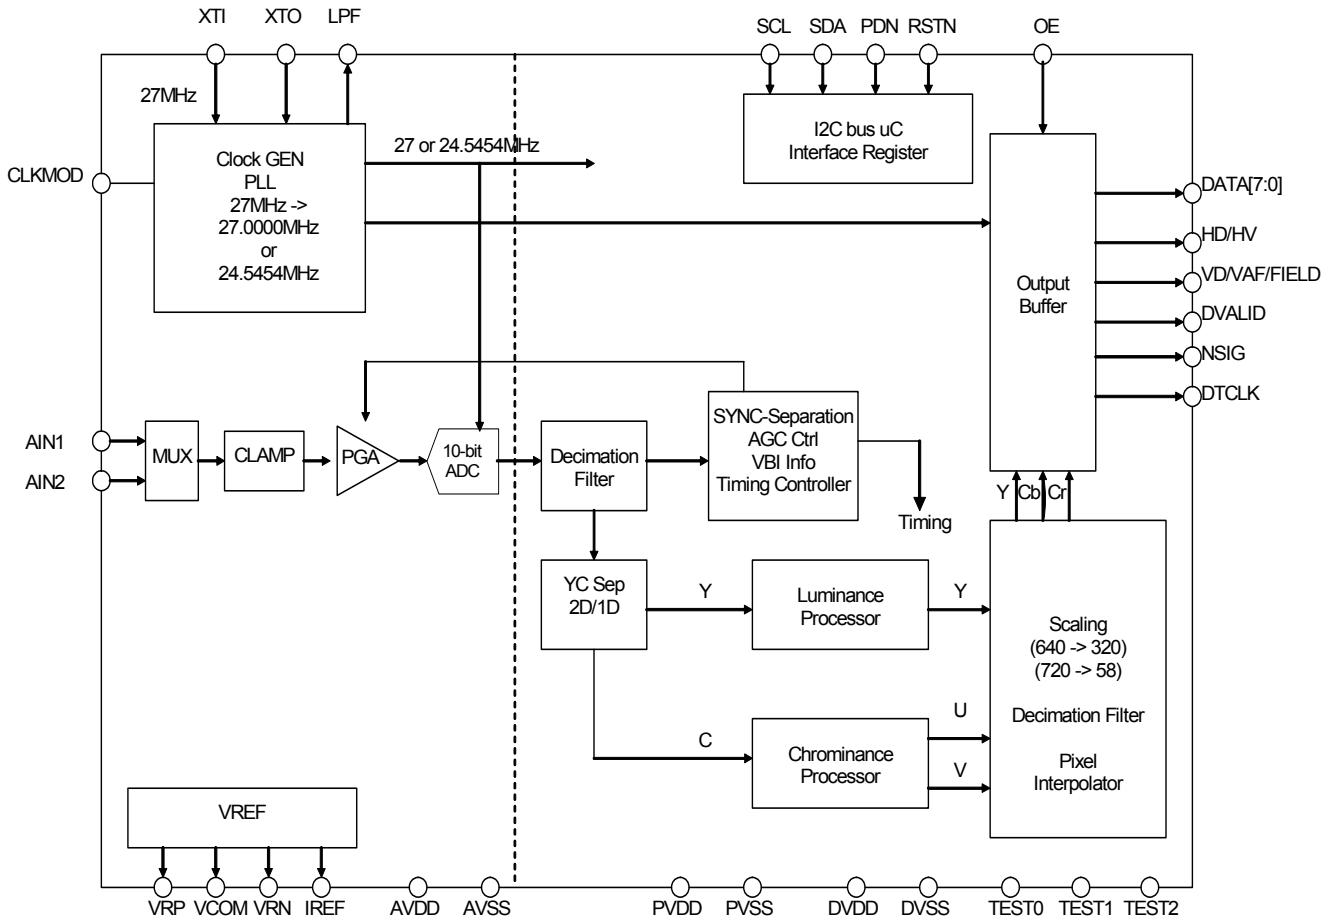 XTI XTO LPF SCL SDA PDN RSTN OE
27MHz
CLKMOD
Clock GEN
PLL
27MHz ->
27.0000MHz
or
24.5454MHz
27 or 24.5454MHz
I2C bus uC
Interface Register
Output
Buffer
DATA[7:0]
HD/HV
VD/VAF/FIELD
DVALID
NSIG
DTCLK
AIN1
AIN2
MUX
CLAMP
PGA
10-bit
ADC
Decimation
Filter
SYNC-Separation
AGC Ctrl
VBI Info
Timing Controller
Timing
Y Cb Cr
YC Sep
2D/1D
Y
Luminance
Processor
Y
C
Chrominance
Processor
U
V
Scaling
(640 -> 320)
(720 -> 58)
Decimation Filter
Pixel
Interpolator
VREF
VRP VCOM VRN IREF AVDD AVSS PVDD PVSS DVDD DVSS TEST0 TEST1 TEST2